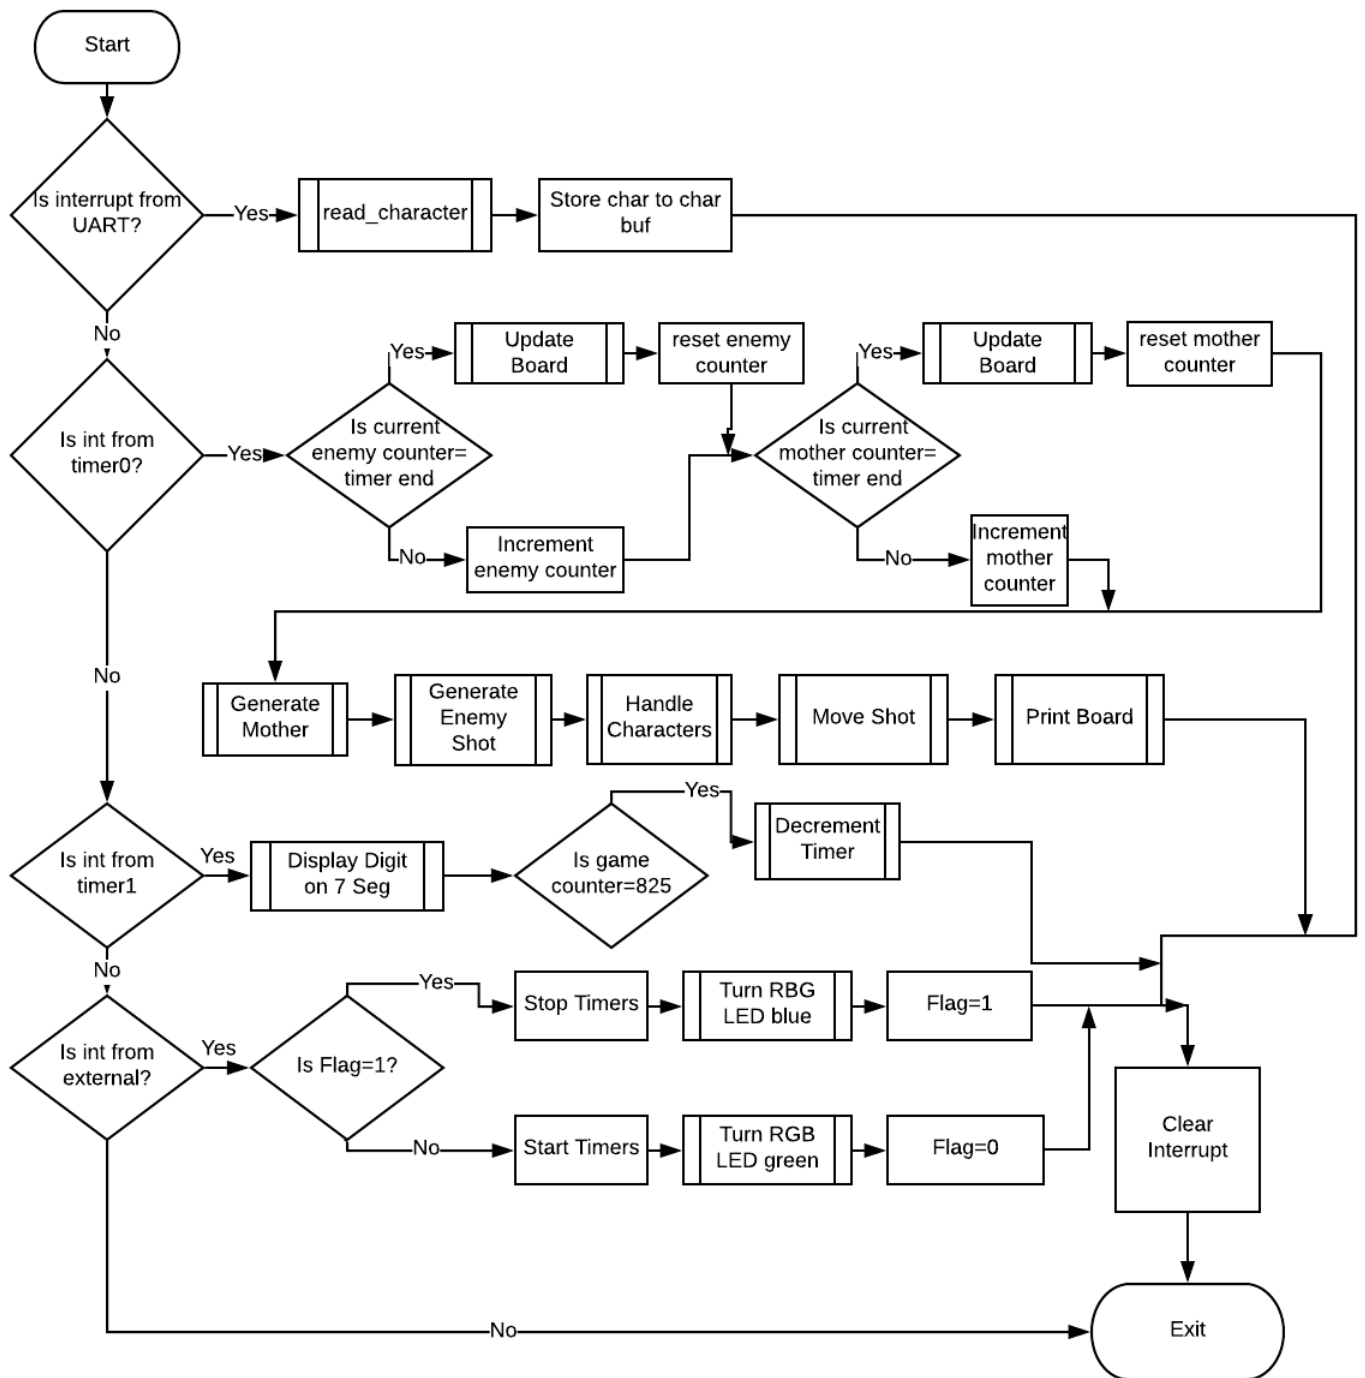 Start
Is interrupt from
UART?
Yes
read_character
Store char to char
buf
No
Is int from
timer0?
Yes
Is current
enemy counter=
timer end
Yes
Update
Board
reset enemy
counter
No
Increment
enemy counter
Is current
mother counter=
timer end
Yes
Update
Board
reset mother
counter
No
Increment
mother
counter
No
Generate
Mother
Generate
Enemy
Shot
Handle
Characters
Move Shot
Print Board
Is int from
timer1
Yes
Display Digit
on 7 Seg
Is game
counter=825
Yes
Decrement
Timer
No
Is int from
external?
Yes
Is Flag=1?
Yes
Stop Timers
Turn RBG
LED blue
Flag=1
No
Start Timers
Turn RGB
LED green
Flag=0
Clear
Interrupt
No
Exit